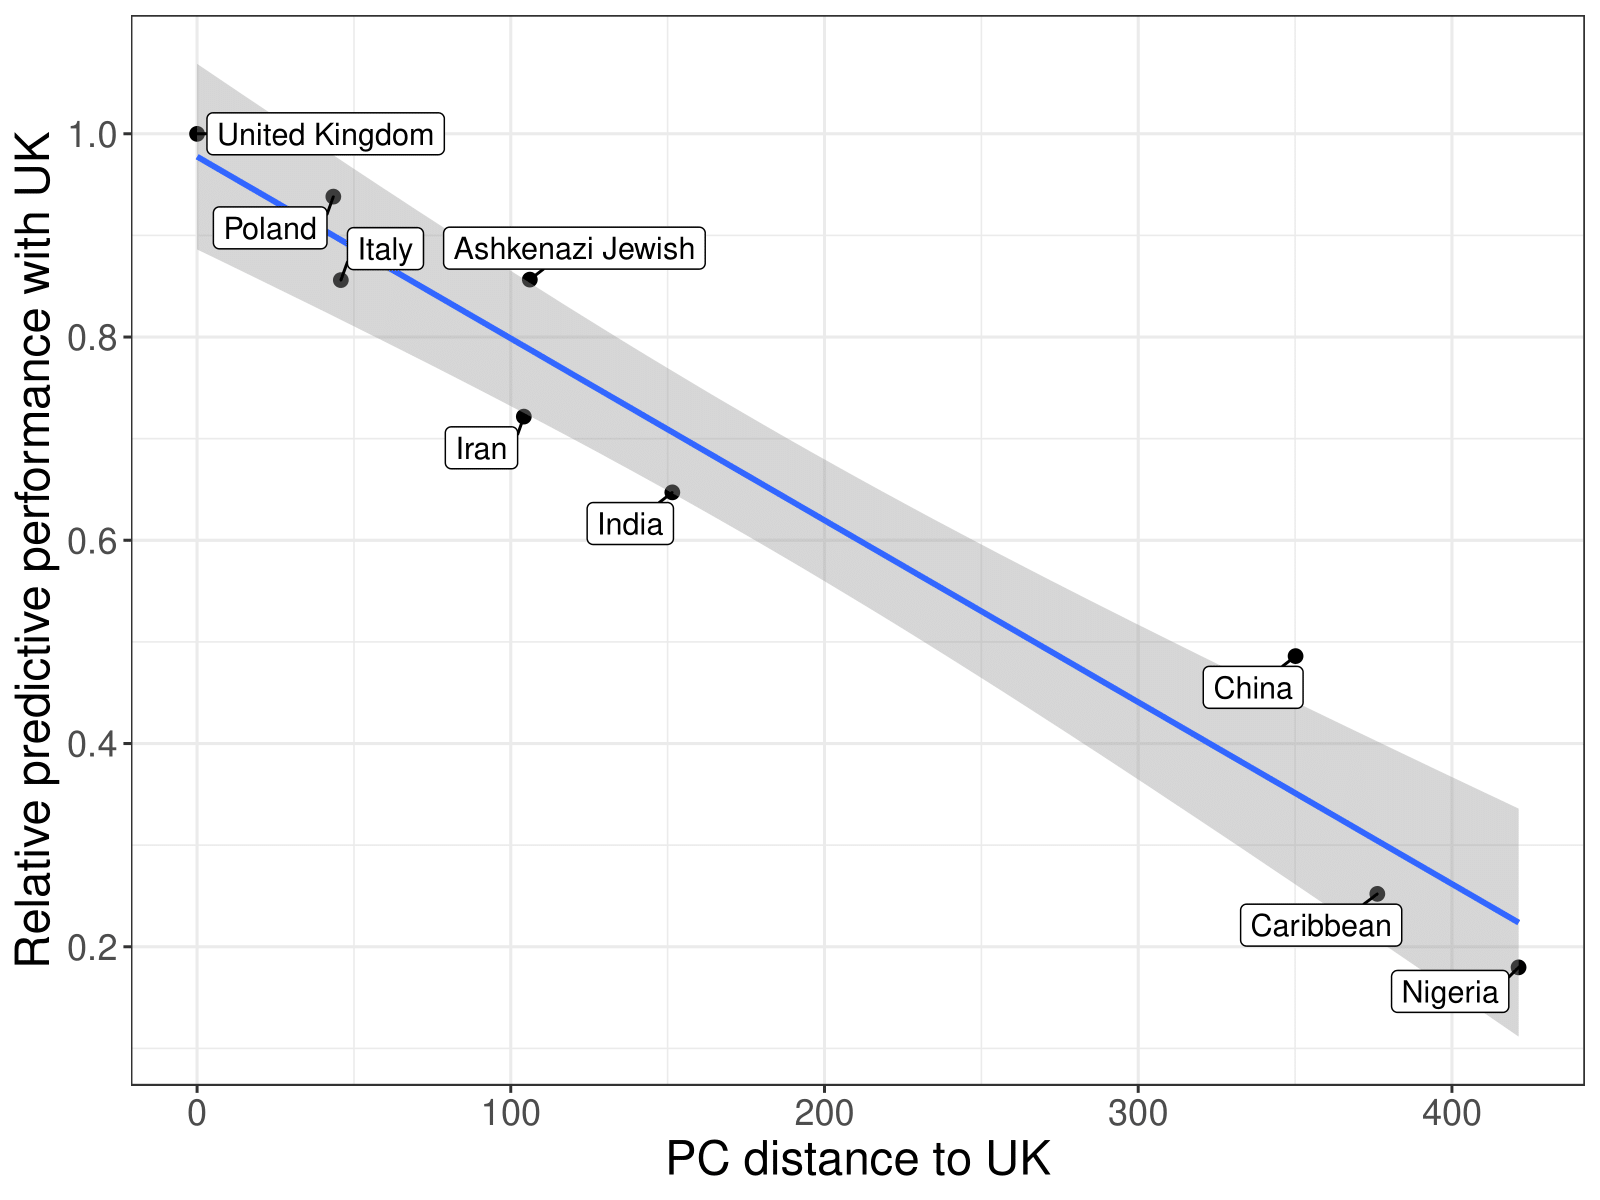 Relative predictive performance with UK
1.0
0.8
0.6
0.4
0.2
United Kingdom
Poland
Italy
Ashkenazi Jewish
Iran
India
China
Caribbean
Nigeria
0 100 200 300 400
PC distance to UK